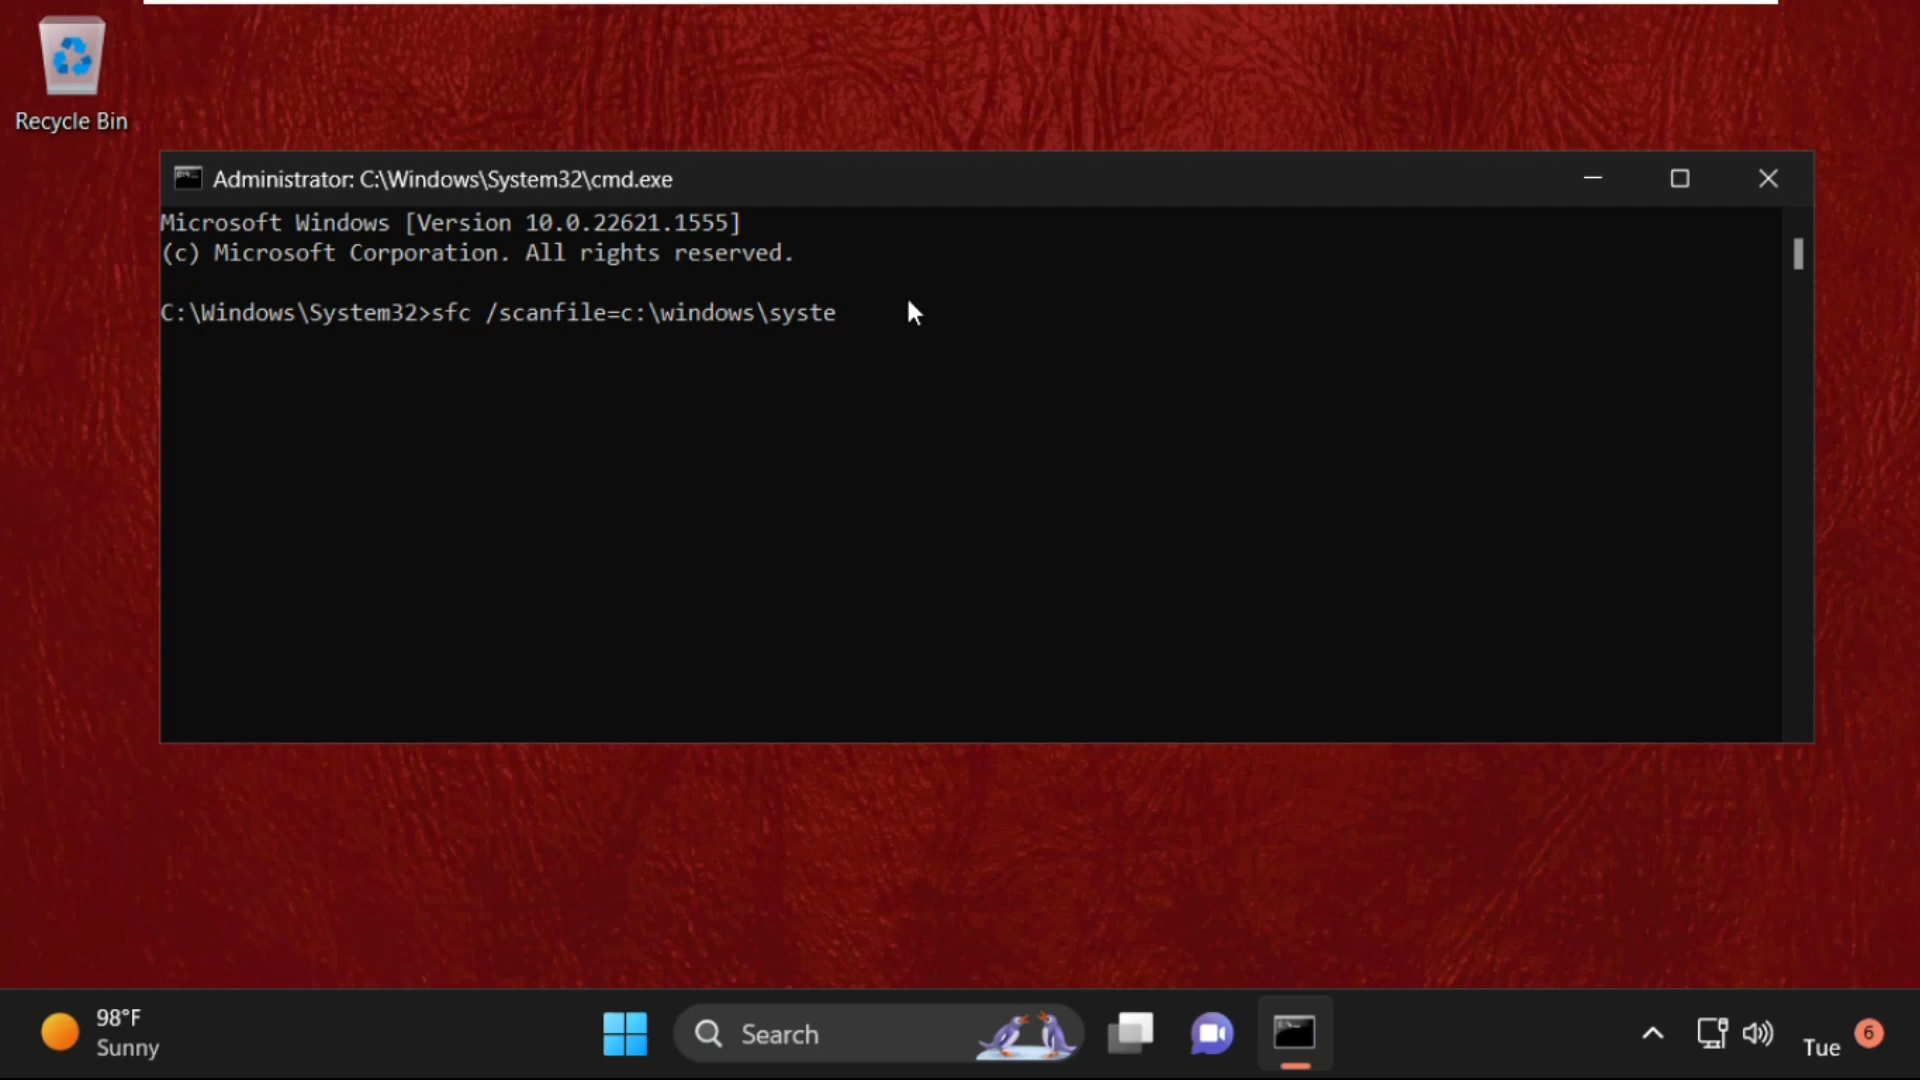 Recycle Bin
Administrator: C:\Windows\System32\cmd.exe
Microsoft Windows [Version 10.0.22621.1555]
(c) Microsoft Corporation. All rights reserved.
C:\Windows\System32>sfc /scanfile=c:\windows\syste
98°F
Sunny
Search
Tue
6